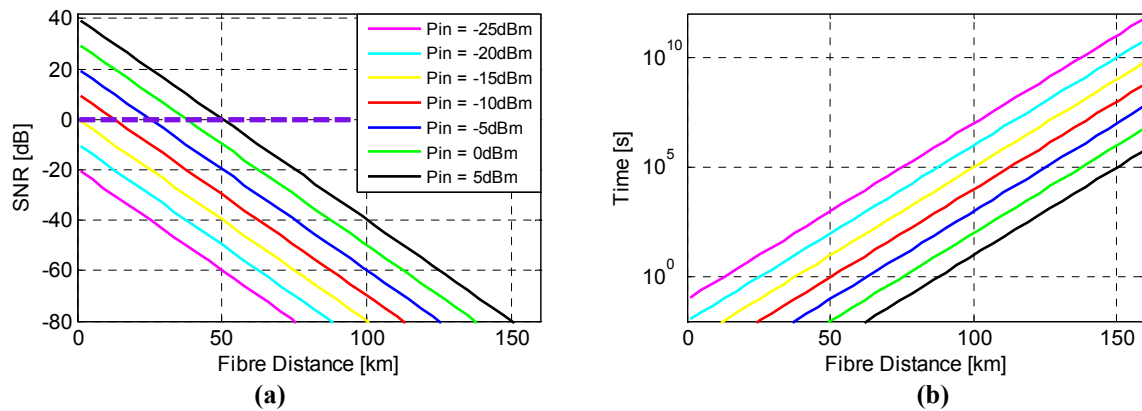 SNR [dB]
40
20
0
-20
-40
-60
-80
0
50
100
150
Fibre Distance [km]
Pin = -25dBm
Pin = -20dBm
Pin = -15dBm
Pin = -10dBm
Pin = -5dBm
Pin = 0dBm
Pin = 5dBm
(a)
Time [s]
10^10
10^5
10^0
0
50
100
150
Fibre Distance [km]
(b)